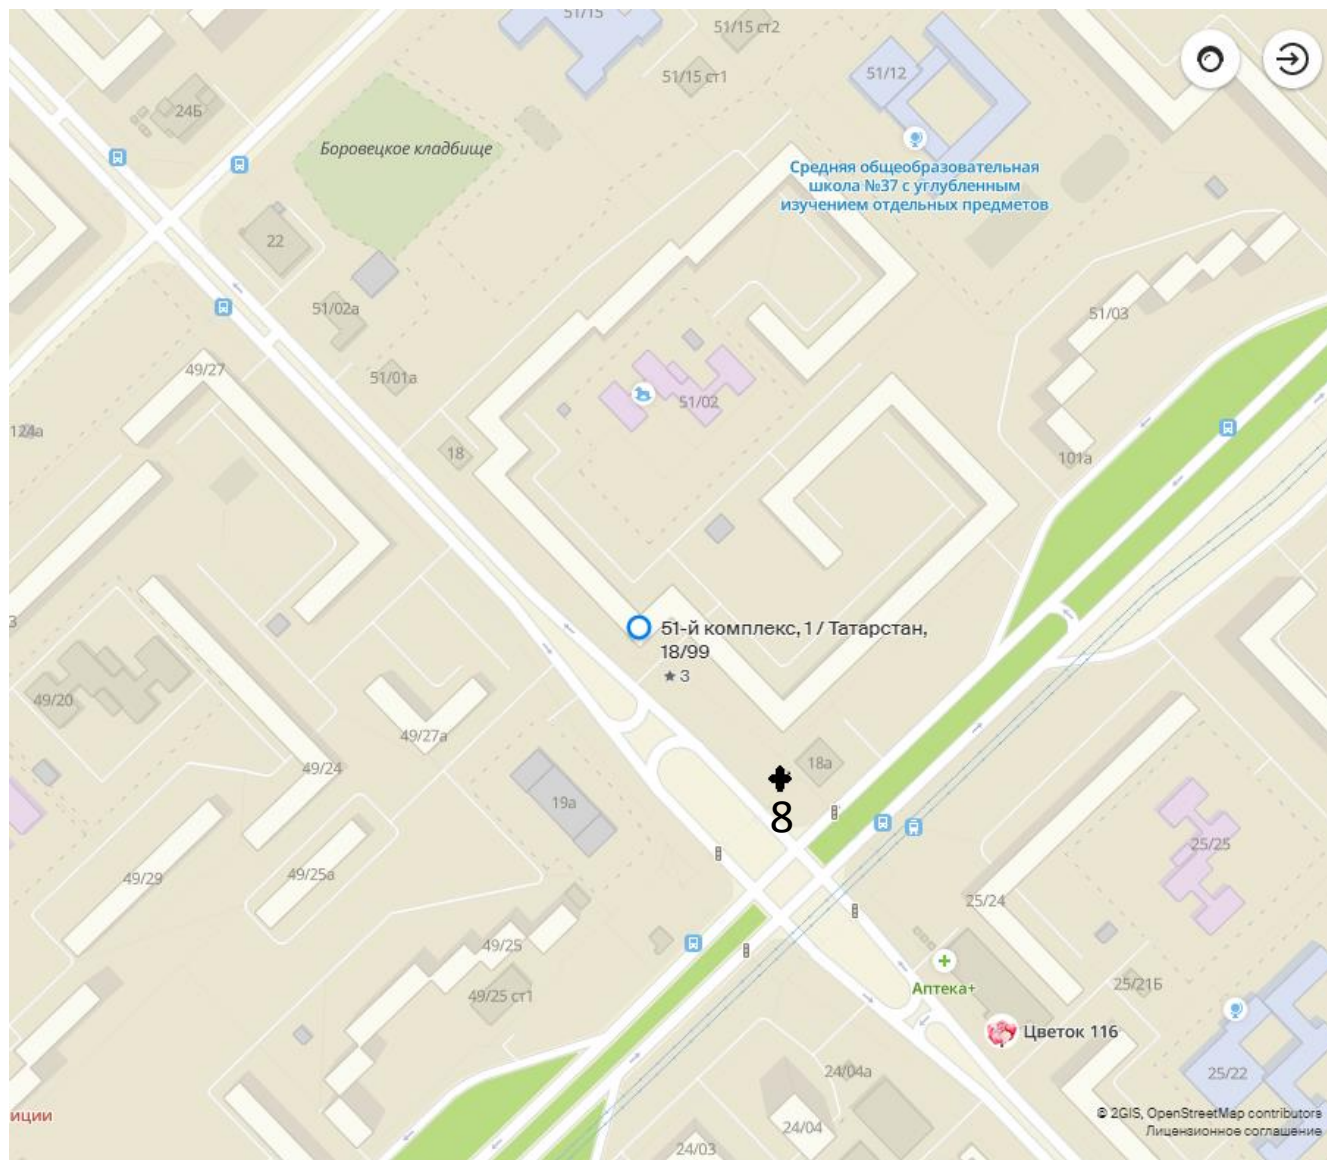 51/15
51/15 ст2
51/15 ст1
51/12
24Б
Боровецкое кладбище
Средняя общеобразовательная
школа №37 с углубленным
изучением отдельных предметов
22
51/02а
51/03
49/27
51/01а
51/02
18
101а
51-й комплекс, 1 / Татарстан,
18/99
3
49/20
49/27а
49/24
18а
19а
8
25/25
49/29
49/25а
25/24
49/25
49/25 ст1
Аптека+
25/21Б
Цветок 116
24/04а
25/22
24/04
24/03
иции
© 2GIS, OpenStreetMap contributors
Лицензионное соглашение